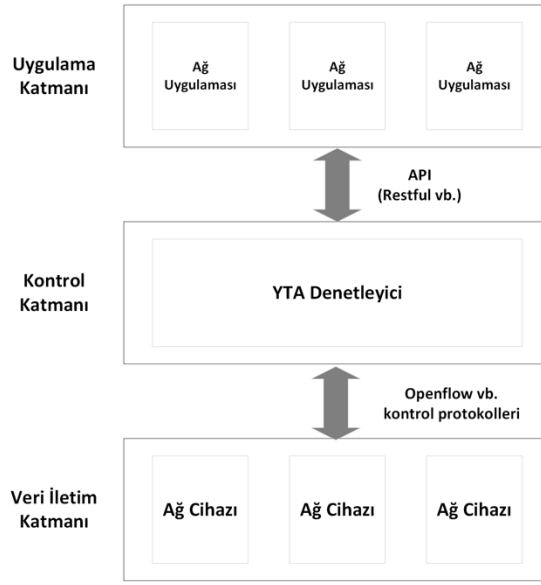 Uygulama
Katmanı
Ağ
Uygulaması
Ağ
Uygulaması
Ağ
Uygulaması
API
(Restful vb.)
Kontrol
Katmanı
YTA Denetleyici
Openflow vb.
kontrol protokolleri
Veri İletim
Katmanı
Ağ Cihazı
Ağ Cihazı
Ağ Cihazı